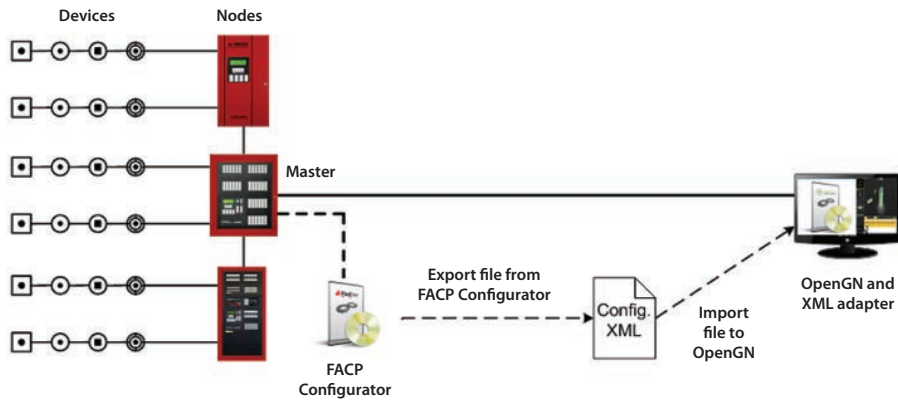 Devices
Nodes
Master
Export file from
FACP Configurator
Config.
XML
Import
file to
OpenGN
OpenGN and
XML adapter
FACP
Configurator